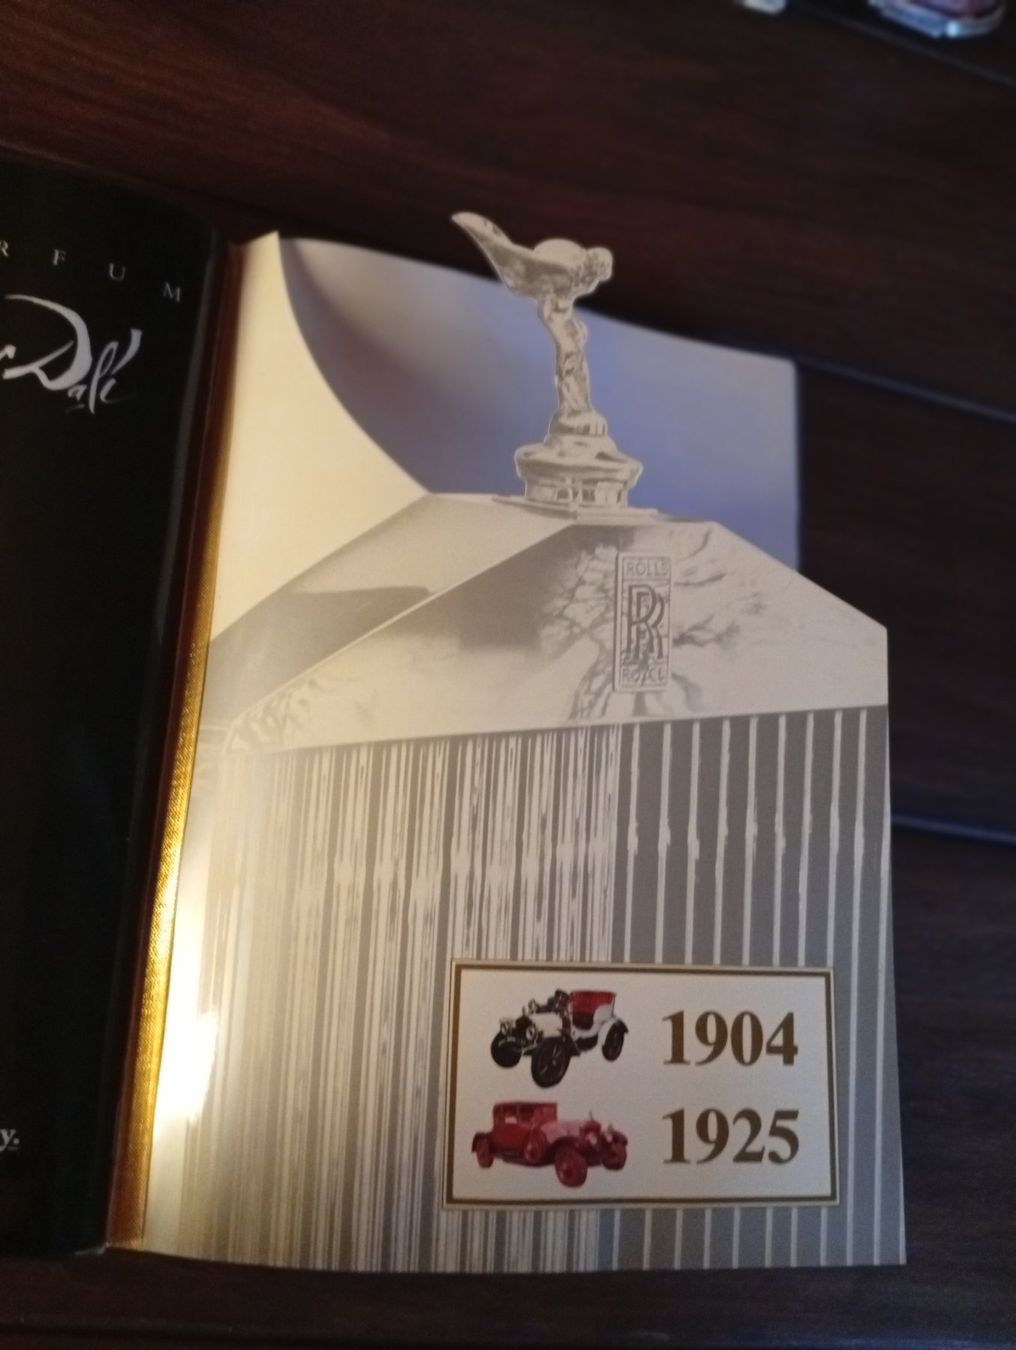 RFUM
Dalí
y.
ROLLS
RR
ROYCE
1904
1925